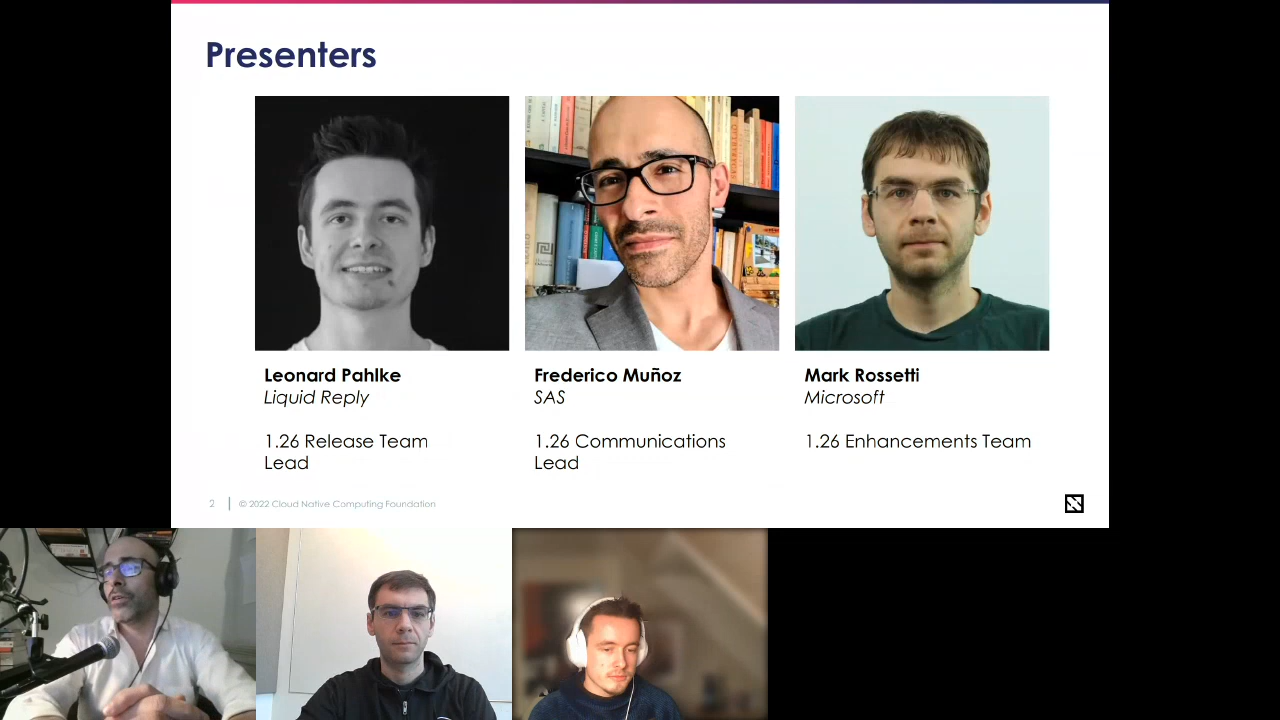 Presenters
Leonard Pahlke
Liquid Reply
1.26 Release Team
Lead
Frederico Muñoz
SAS
1.26 Communications
Lead
Mark Rossetti
Microsoft
1.26 Enhancements Team
2
© 2022 Cloud Native Computing Foundation